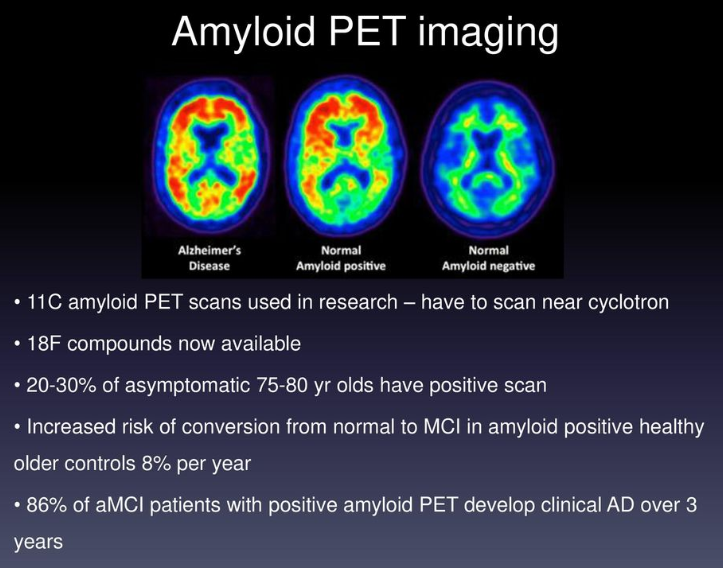 Amyloid PET imaging
Alzheimer's
Disease
Normal
Amyloid positive
Normal
Amyloid negative
• 11C amyloid PET scans used in research – have to scan near cyclotron
• 18F compounds now available
• 20-30% of asymptomatic 75-80 yr olds have positive scan
• Increased risk of conversion from normal to MCI in amyloid positive healthy
older controls 8% per year
• 86% of aMCI patients with positive amyloid PET develop clinical AD over 3
years